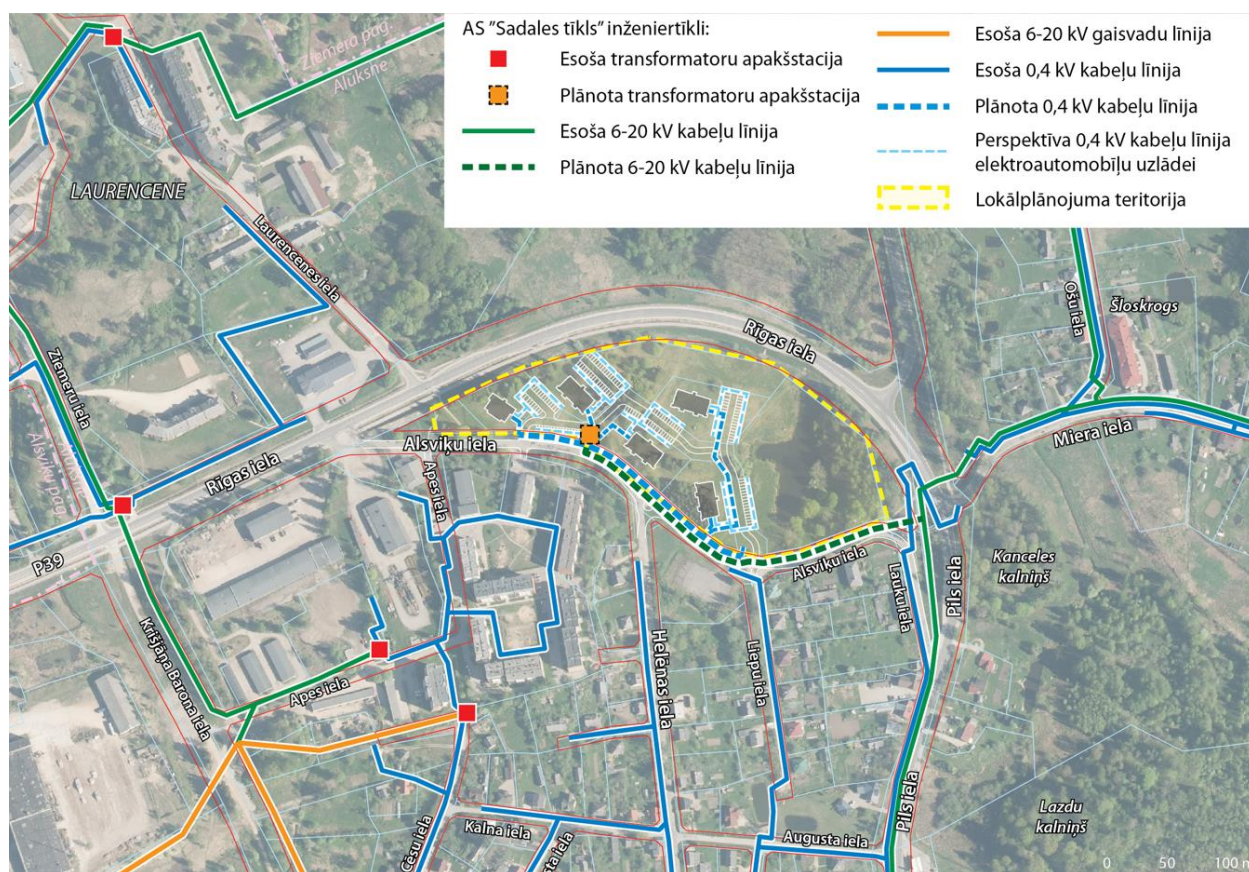 AS "Sadales tīkls" inženiertīkli:
Esoša transformatoru apakšstacija
Plānota transformatoru apakšstacija
Esoša 6-20 kV kabeļu līnija
Plānota 6-20 kV kabeļu līnija
Esoša 6-20 kV gaisvadu līnija
Esoša 0,4 kV kabeļu līnija
Plānota 0,4 kV kabeļu līnija
Perspektīva 0,4 kV kabeļu līnija
elektroautomobīļu uzlādei
Lokālplānojuma teritorija
Ziemera pag.
Alūksne
LAURENCENE
Laurencenes iela
Rīgas iela
Ošu iela
Šloskrogs
Ziemeru iela
Alsviķu pag.
Alsviķu iela
Miera iela
Rīgas iela
Apes iela
P39
Alsviķu iela
Lauku iela
Pils iela
Kanceles
kalniņš
Krišjāņa Barona iela
Apes iela
Helēnas iela
Liepu iela
Pils iela
Lazdu
kalniņš
Cēsu iela
Kalna iela
Augusta iela
0 50 100 m